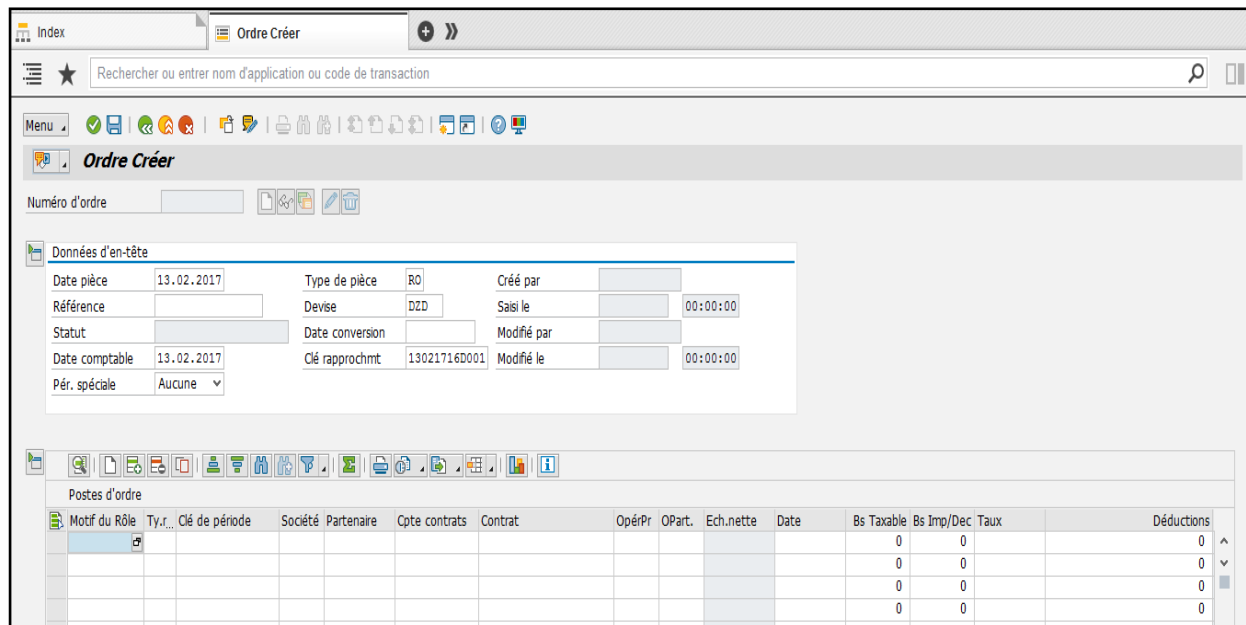 Index Ordre Créer
Rechercher ou entrer nom d'application ou code de transaction
Menu
Ordre Créer
Numéro d'ordre
Données d'en-tête
Date pièce 13.02.2017 Type de pièce RO Créé par
Référence Devise DZD Saisi le 00:00:00
Statut Date conversion Modifié par
Date comptable 13.02.2017 Clé rapprochmt 13021716D001 Modifié le 00:00:00
Pér. spéciale Aucune
Postes d'ordre
Motif du Rôle Ty.r... Clé de période Société Partenaire Cpte contrats Contrat OpérPr OPart. Ech.nette Date Bs Taxable Bs Imp/Dec Taux Déductions
0 0 0
0 0 0
0 0 0
0 0 0